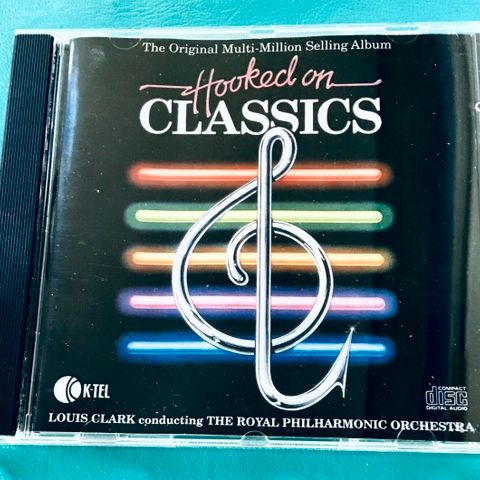 The Original Multi-Million Selling Album
Hooked on
CLASSICS
K-TEL
COMPACT
disc
DIGITAL AUDIO
LOUIS CLARK conducting THE ROYAL PHILHARMONIC ORCHESTRA